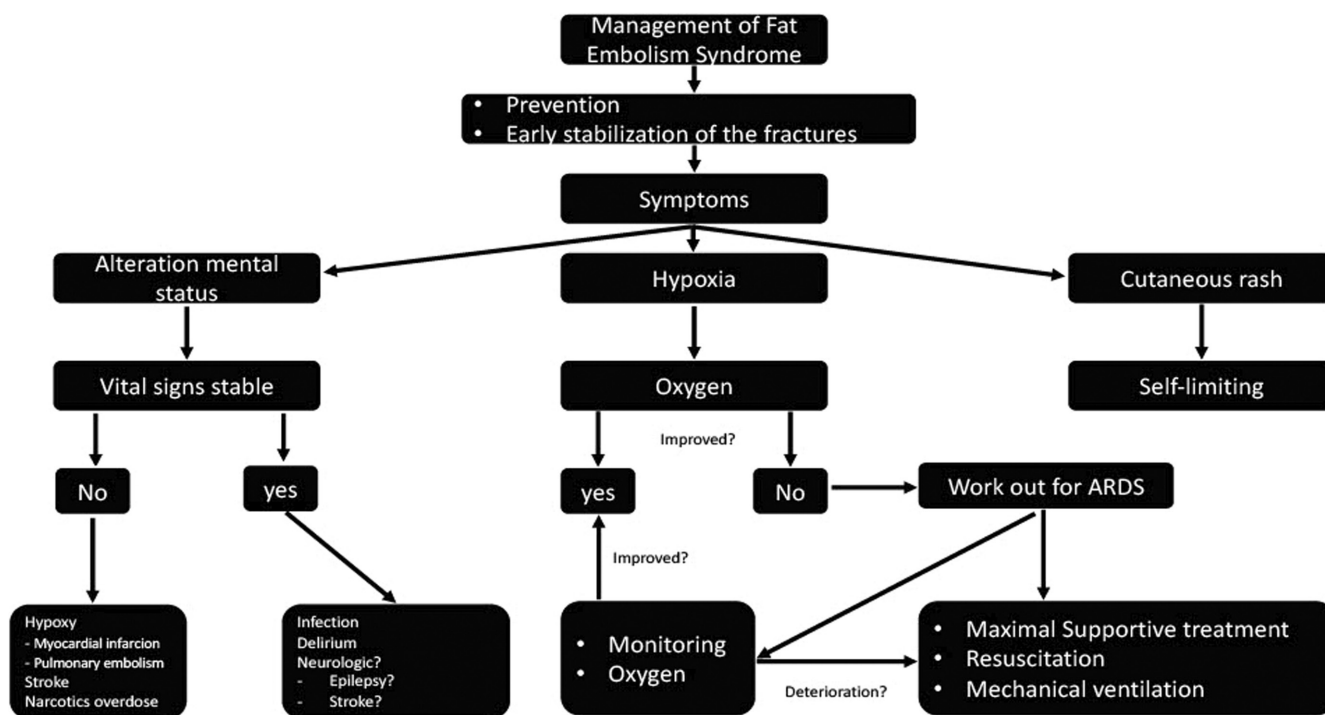 Management of Fat
Embolism Syndrome
• Prevention
• Early stabilization of the fractures
Symptoms
Alteration mental
status
Hypoxia
Cutaneous rash
Vital signs stable
Oxygen
Self-limiting
Improved?
No
yes
yes
No
Work out for ARDS
Improved?
Hypoxy
- Myocardial infarcion
- Pulmonary embolism
Stroke
Narcotics overdose
Infection
Delirium
Neurologic?
- Epilepsy?
- Stroke?
• Monitoring
• Oxygen
Deterioration?
• Maximal Supportive treatment
• Resuscitation
• Mechanical ventilation